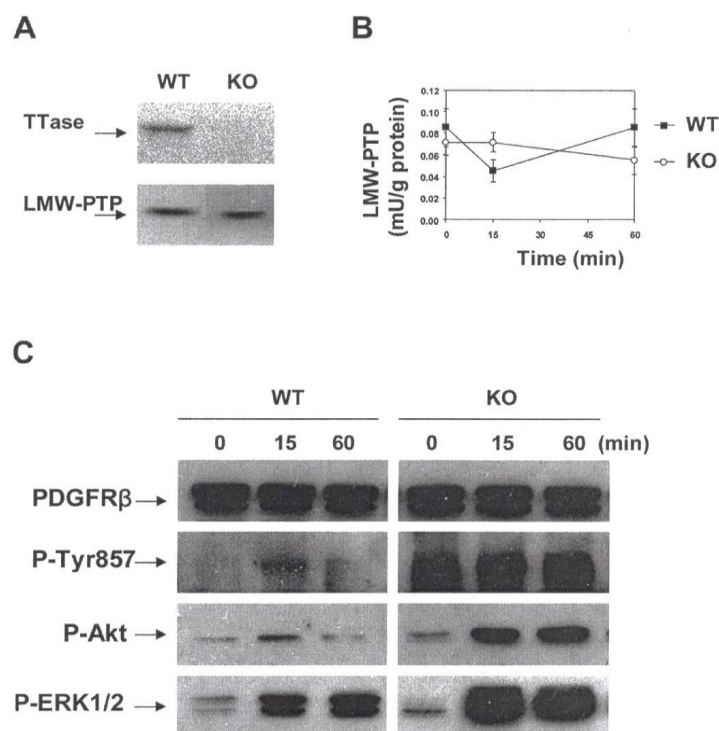 A
WT KO
TTase
LMW-PTP
B
LMW-PTP
(mU/g protein)
0.12
0.10
0.08
0.06
0.04
0.02
0.00
0 15 30 45 60
Time (min)
WT
KO
C
WT KO
0 15 60 0 15 60 (min)
PDGFRβ
P-Tyr857
P-Akt
P-ERK1/2